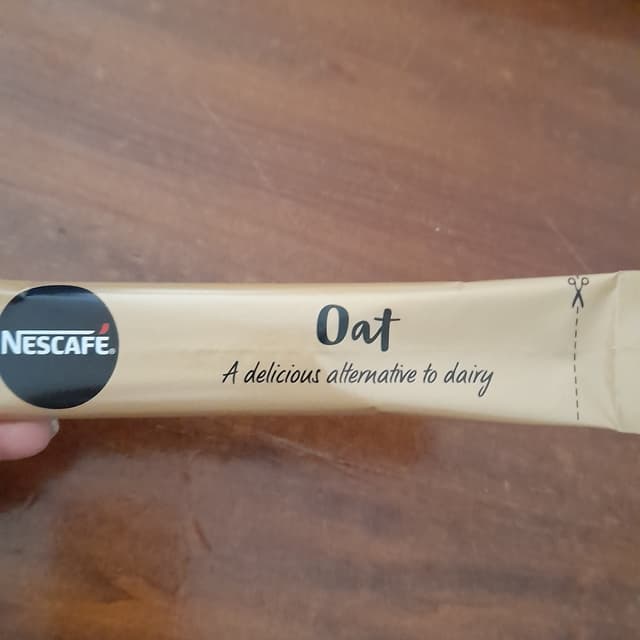 NESCAFÉ®
Oat
A delicious alternative to dairy